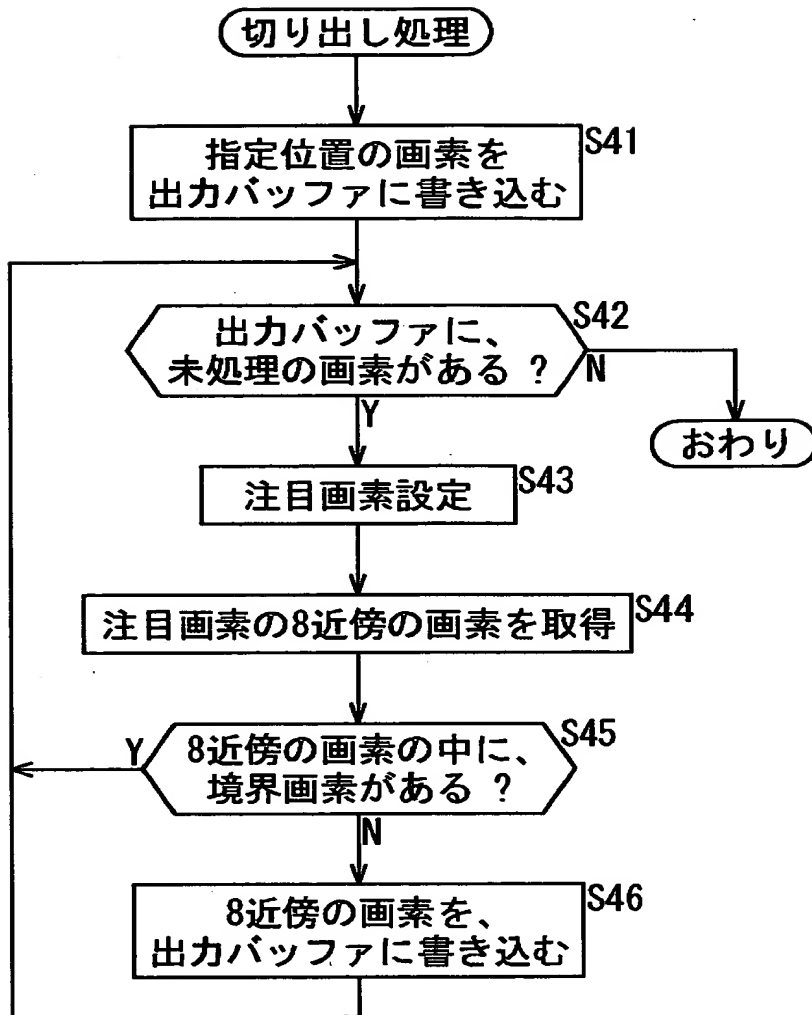 切り出し処理
S41
指定位置の画素を
出力バッファに書き込む
S42
出力バッファに、
未処理の画素がある ?
N
Y
おわり
S43
注目画素設定
S44
注目画素の8近傍の画素を取得
S45
Y
8近傍の画素の中に、
境界画素がある ?
N
S46
8近傍の画素を、
出力バッファに書き込む